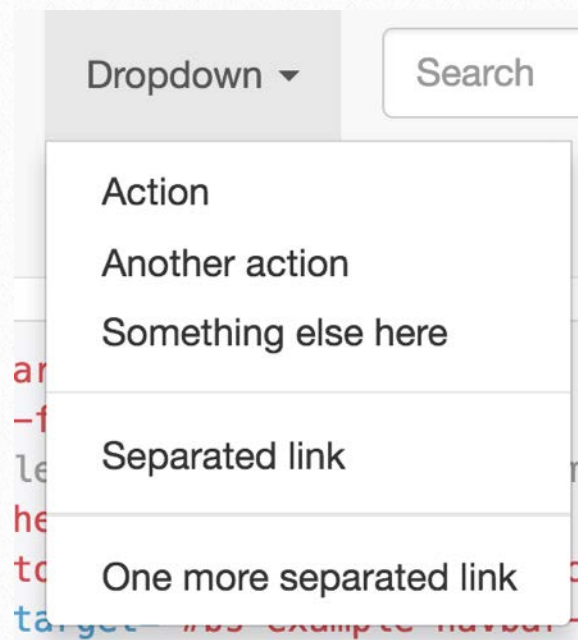 Dropdown
Search
Action
Another action
Something else here
Separated link
One more separated link